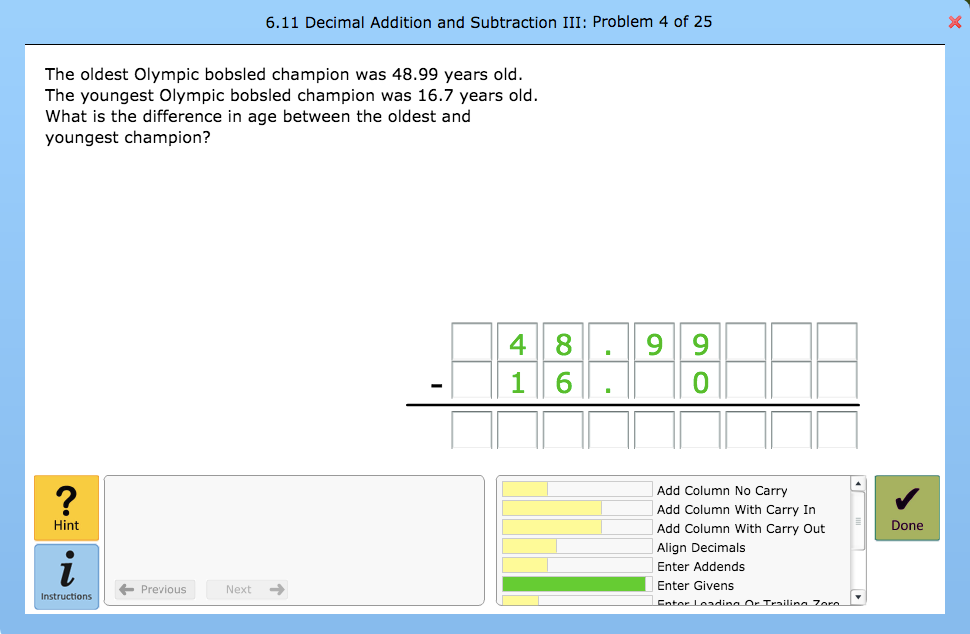 6.11 Decimal Addition and Subtraction III: Problem 4 of 25
The oldest Olympic bobsled champion was 48.99 years old.
The youngest Olympic bobsled champion was 16.7 years old.
What is the difference in age between the oldest and
youngest champion?
4 8 . 9 9
- 1 6 . 0
? Hint
i Instructions
Previous Next
Add Column No Carry
Add Column With Carry In
Add Column With Carry Out
Align Decimals
Enter Addends
Enter Givens
Enter Leading Or Trailing Zero
Done